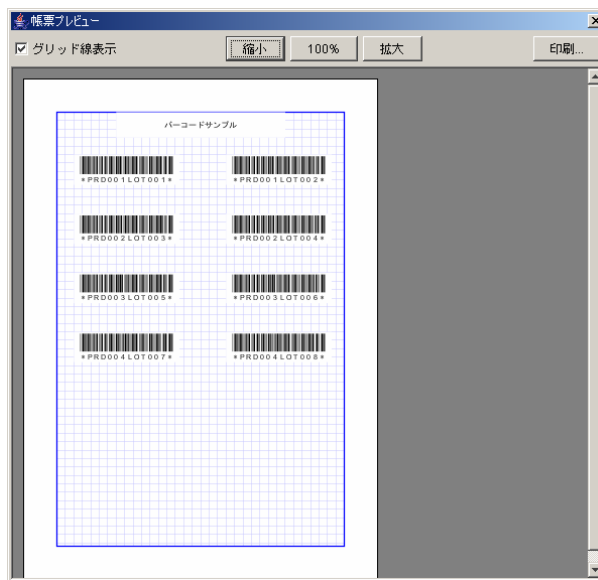 帳票プレビュー
グリッド線表示 縮小 100% 拡大 印刷...
バーコードサンプル
*PRD001LOT001* *PRD001LOT002*
*PRD002LOT003* *PRD002LOT004*
*PRD003LOT005* *PRD003LOT006*
*PRD004LOT007* *PRD004LOT008*